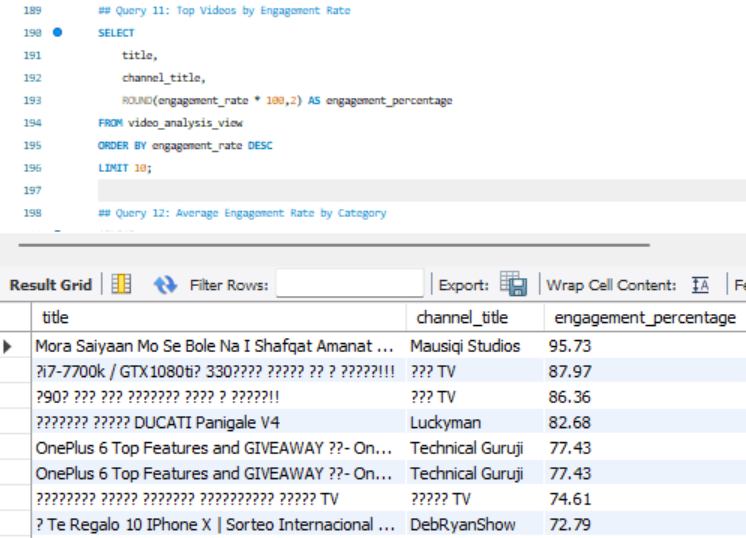 189 ## Query 11: Top Videos by Engagement Rate
190 SELECT
191 title,
192 channel_title,
193 ROUND(engagement_rate * 100,2) AS engagement_percentage
194 FROM video_analysis_view
195 ORDER BY engagement_rate DESC
196 LIMIT 10;
197
198 ## Query 12: Average Engagement Rate by Category
Result Grid Filter Rows: Export: Wrap Cell Content: IA Fe
title channel_title engagement_percentage
Mora Saiyaan Mo Se Bole Na I Shafqat Amanat ... Mausiqi Studios 95.73
?i7-7700k / GTX1080ti? 330???? ????? ?? ? ?????!!! ??? TV 87.97
?90? ??? ??? ??????? ???? ? ?????!! ??? TV 86.36
??????? ????? DUCATI Panigale V4 Luckyman 82.68
OnePlus 6 Top Features and GIVEAWAY ??- On... Technical Guruji 77.43
OnePlus 6 Top Features and GIVEAWAY ??- On... Technical Guruji 77.43
???????? ????? ??????? ?????????? ????? TV ????? TV 74.61
? Te Regalo 10 IPhone X | Sorteo Internacional ... DebRyanShow 72.79